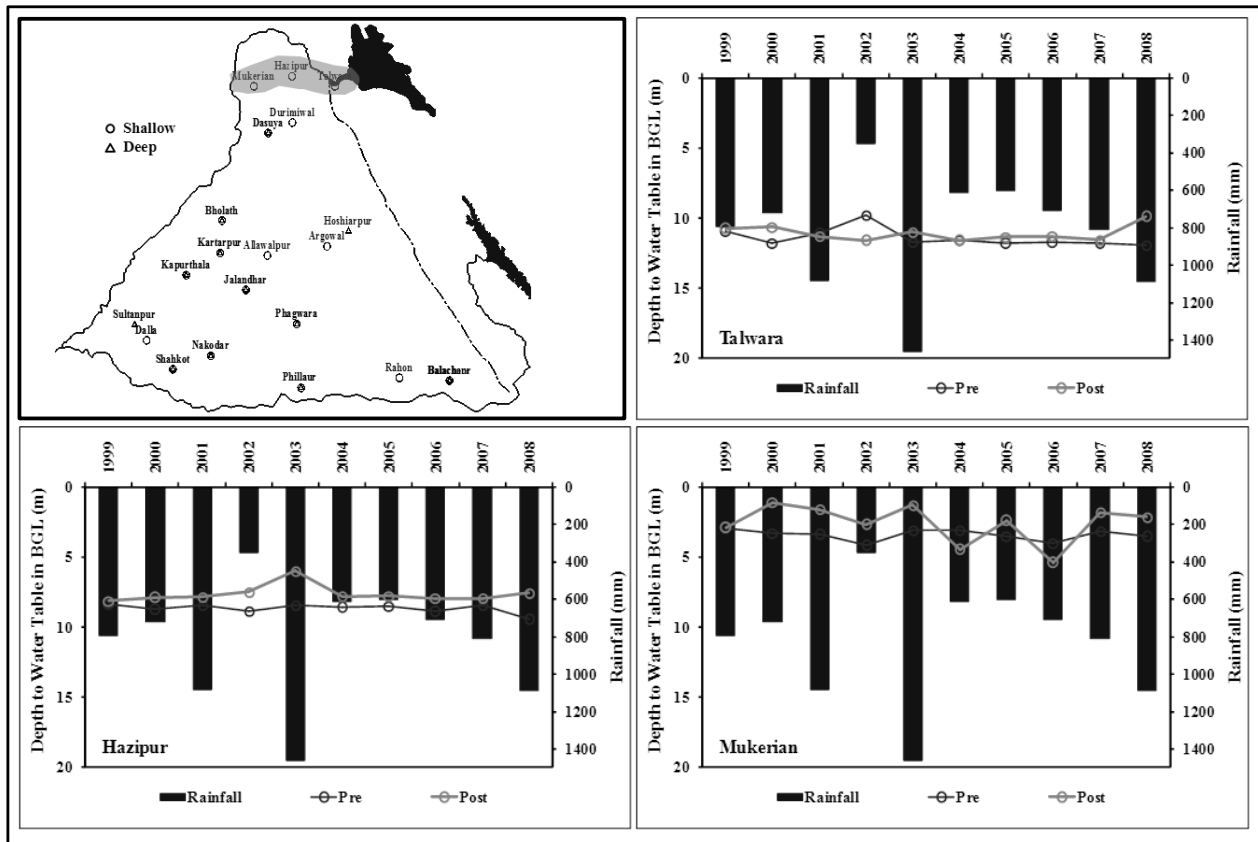 Hazipur
Mukerian
Talwara
Durimiwal
Dasuya
Shallow
Deep
Bholath
Hoshiarpur
Kartarpur
Allawalpur
Argowal
Kapurthala
Jalandhar
Sultanpur
Phagwara
Dalla
Nakodar
Shahkot
Rahon
Phillaur
1999 2000 2001 2002 2003 2004 2005 2006 2007 2008
Depth to Water Table in BGL (m)
0
5
10
15
20
Rainfall (mm)
0
200
400
600
800
1000
1200
1400
Talwara
Rainfall Pre Post
1999 2000 2001 2002 2003 2004 2005 2006 2007 2008
Depth to Water Table in BGL (m)
0
5
10
15
20
Rainfall (mm)
0
200
400
600
800
1000
1200
1400
Hazipur
Rainfall Pre Post
1999 2000 2001 2002 2003 2004 2005 2006 2007 2008
Depth to Water Table in BGL (m)
0
5
10
15
20
Rainfall (mm)
0
200
400
600
800
1000
1200
1400
Mukerian
Rainfall Pre Post